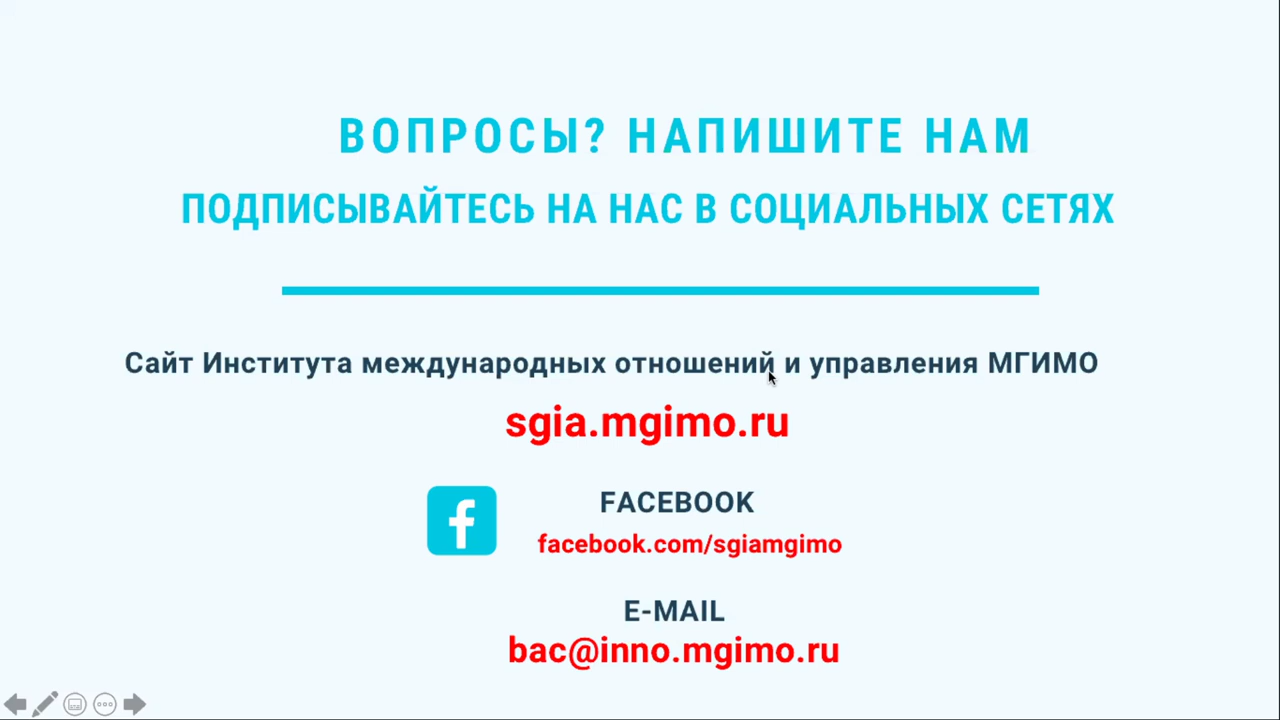 ВОПРОСЫ? НАПИШИТЕ НАМ
ПОДПИСЫВАЙТЕСЬ НА НАС В СОЦИАЛЬНЫХ СЕТЯХ
Сайт Института международных отношений и управления МГИМО
sgia.mgimo.ru
FACEBOOK
facebook.com/sgiamgimo
E-MAIL
bac@inno.mgimo.ru